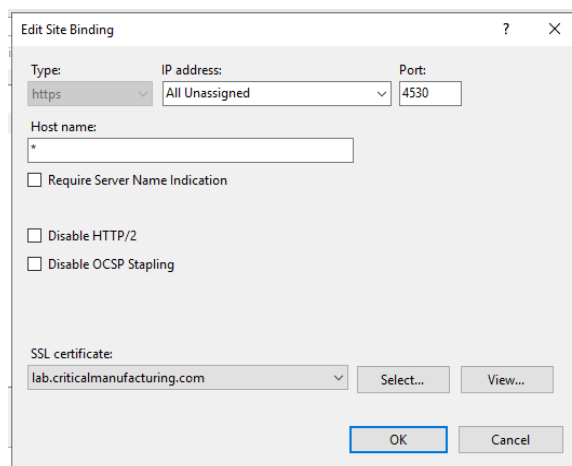 Edit Site Binding ? ×
Type: IP address: Port:
https All Unassigned 4530
Host name:
*
Require Server Name Indication
Disable HTTP/2
Disable OCSP Stapling
SSL certificate:
lab.criticalmanufacturing.com Select... View...
OK Cancel